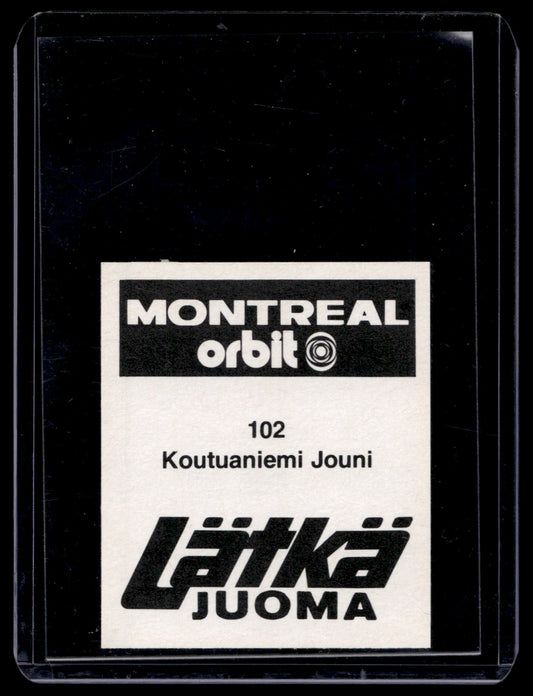 MONTREAL
orbit
102
Koutuaniemi Jouni
Lätkä
JUOMA